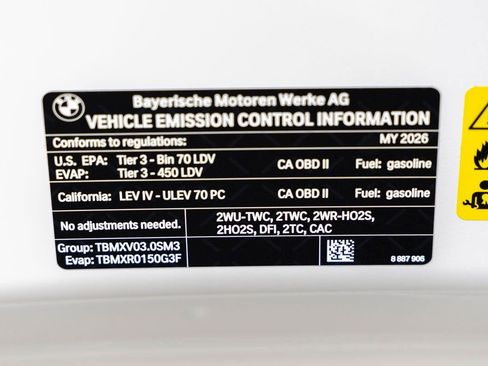 BMW
Bayerische Motoren Werke AG
VEHICLE EMISSION CONTROL INFORMATION
Conforms to regulations: MY 2026
U.S. EPA: Tier 3 - Bin 70 LDV CA OBD II Fuel: gasoline
EVAP: Tier 3 - 450 LDV
California: LEV IV - ULEV 70 PC CA OBD II Fuel: gasoline
No adjustments needed.
2WU-TWC, 2TWC, 2WR-HO2S,
2HO2S, DFI, 2TC, CAC
Group: TBMXV03.0SM3
Evap: TBMXR0150G3F
8 887 906